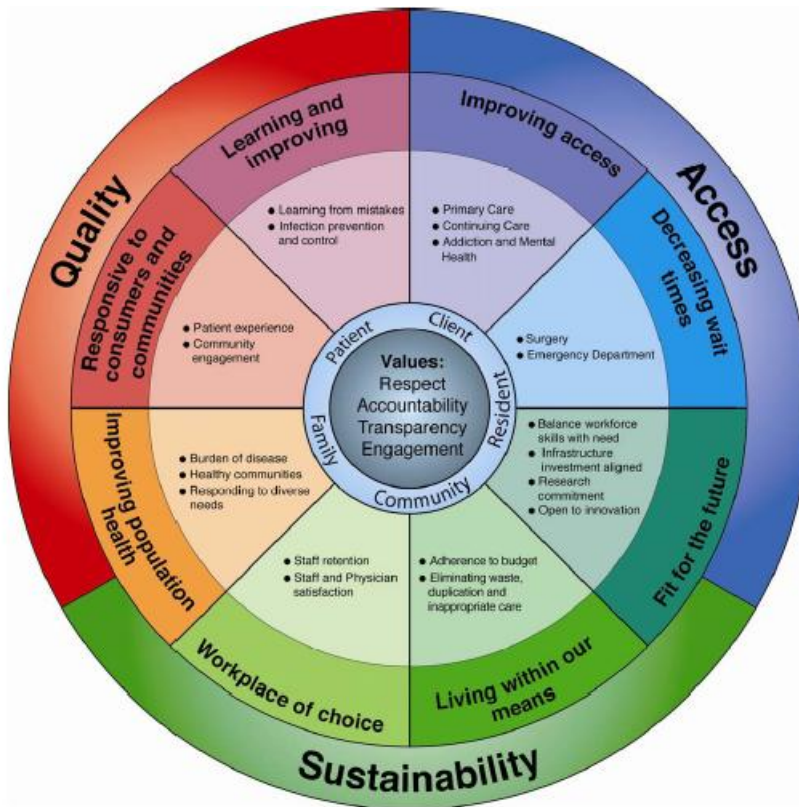 Quality
Access
Sustainability
Learning and
improving
Improving access
Decreasing wait
times
Fit for the future
Living within our
means
Workplace of choice
Improving population
health
Responsive to
consumers and
communities
● Learning from mistakes
● Infection prevention
and control
● Primary Care
● Continuing Care
● Addiction and Mental
Health
● Surgery
● Emergency Department
● Balance workforce
skills with need
● Infrastructure
investment aligned
● Research
commitment
● Open to innovation
● Adherence to budget
● Eliminating waste,
duplication and
inappropriate care
● Staff retention
● Staff and Physician
satisfaction
● Burden of disease
● Healthy communities
● Responding to diverse
needs
● Patient experience
● Community
engagement
Patient
Client
Resident
Community
Family
Values:
Respect
Accountability
Transparency
Engagement